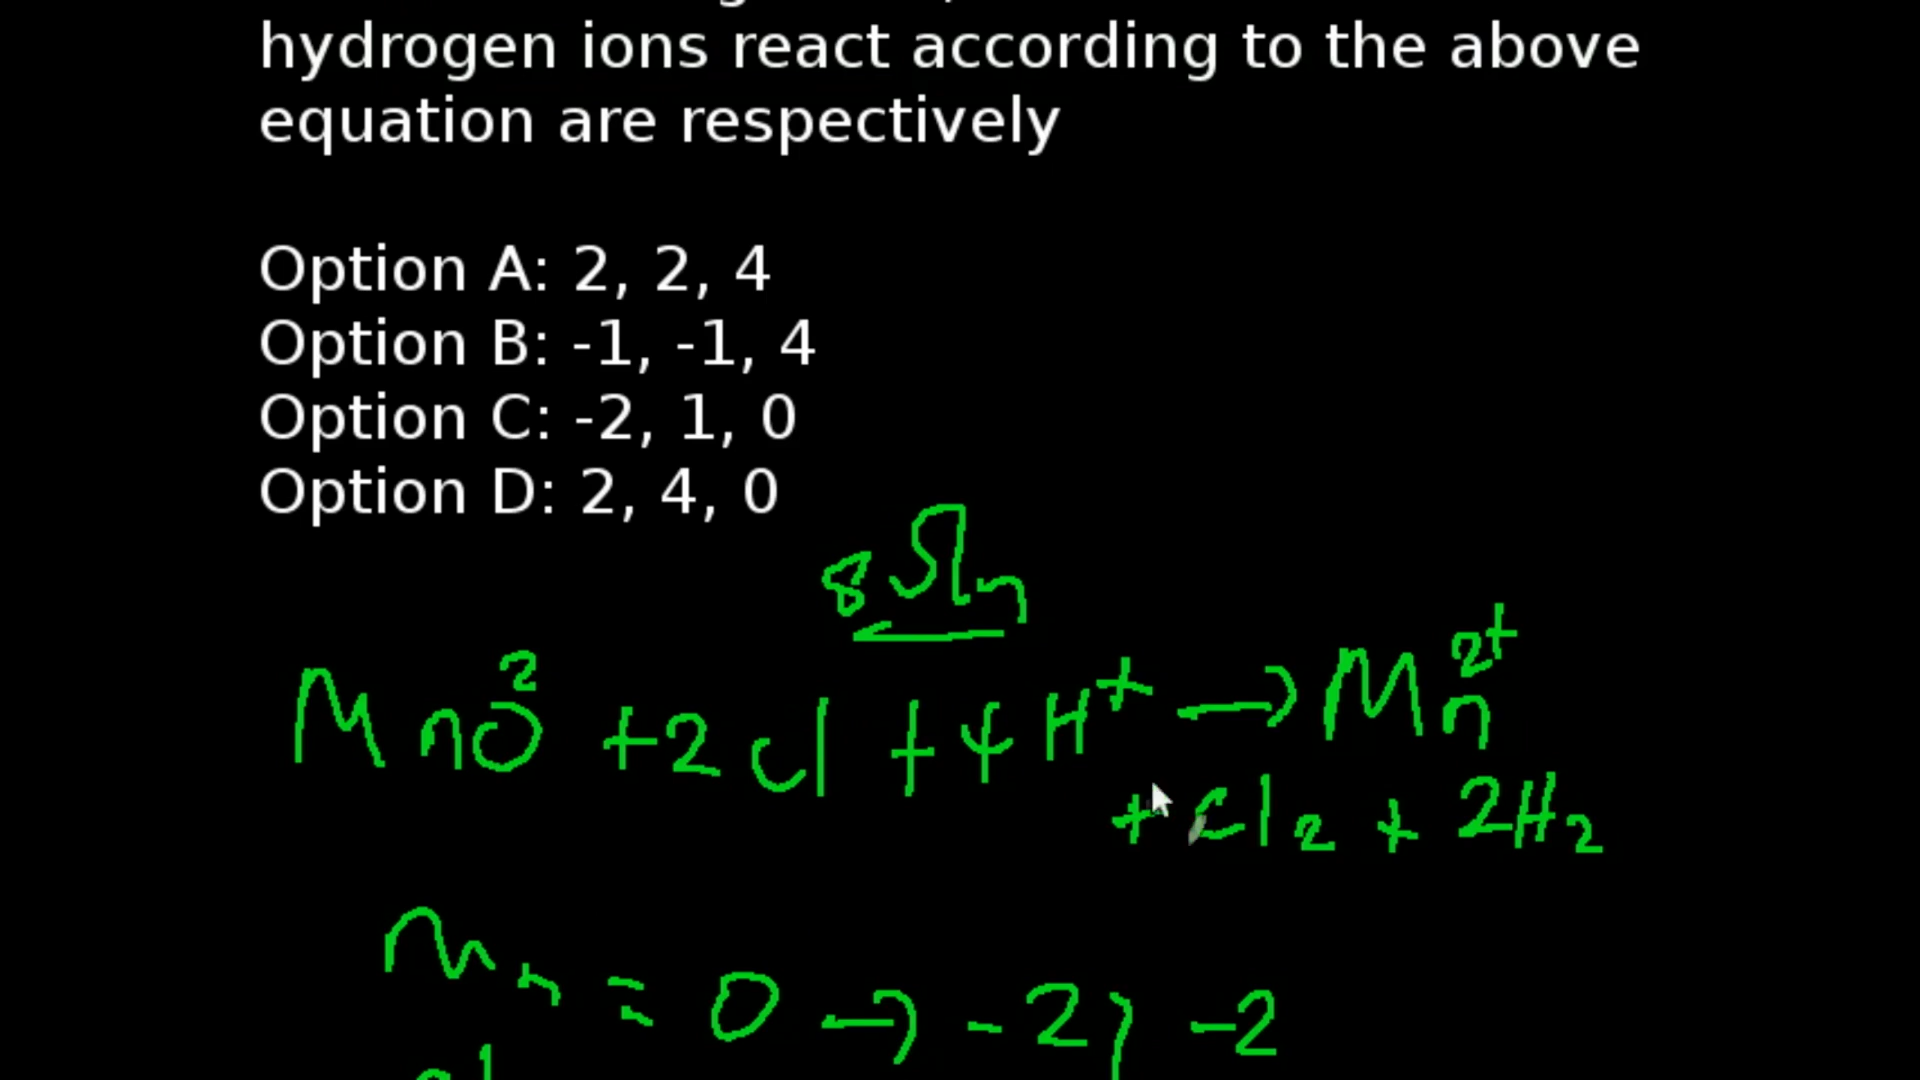 hydrogen ions react according to the above
equation are respectively
Option A: 2, 2, 4
Option B: -1, -1, 4
Option C: -2, 1, 0
Option D: 2, 4, 0
8Sln
MnO² +2Cl + 4H⁺ → Mn²⁺
+ Cl₂ + 2H₂
Mn = 0 → -2, -2